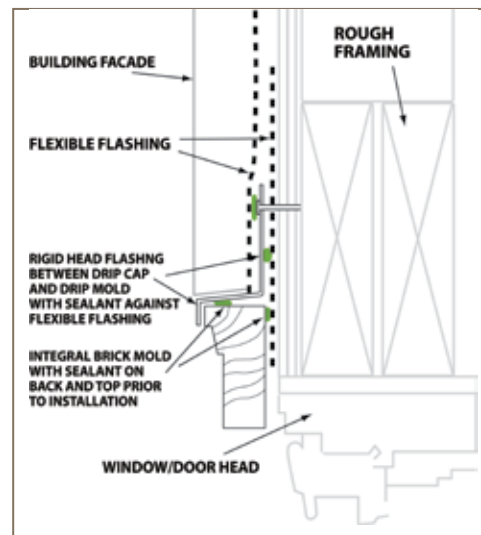 ROUGH
FRAMING
BUILDING FACADE
FLEXIBLE FLASHING
RIGID HEAD FLASHNG
BETWEEN DRIP CAP
AND DRIP MOLD
WITH SEALANT AGAINST
FLEXIBLE FLASHING
INTEGRAL BRICK MOLD
WITH SEALANT ON
BACK AND TOP PRIOR
TO INSTALLATION
WINDOW/DOOR HEAD